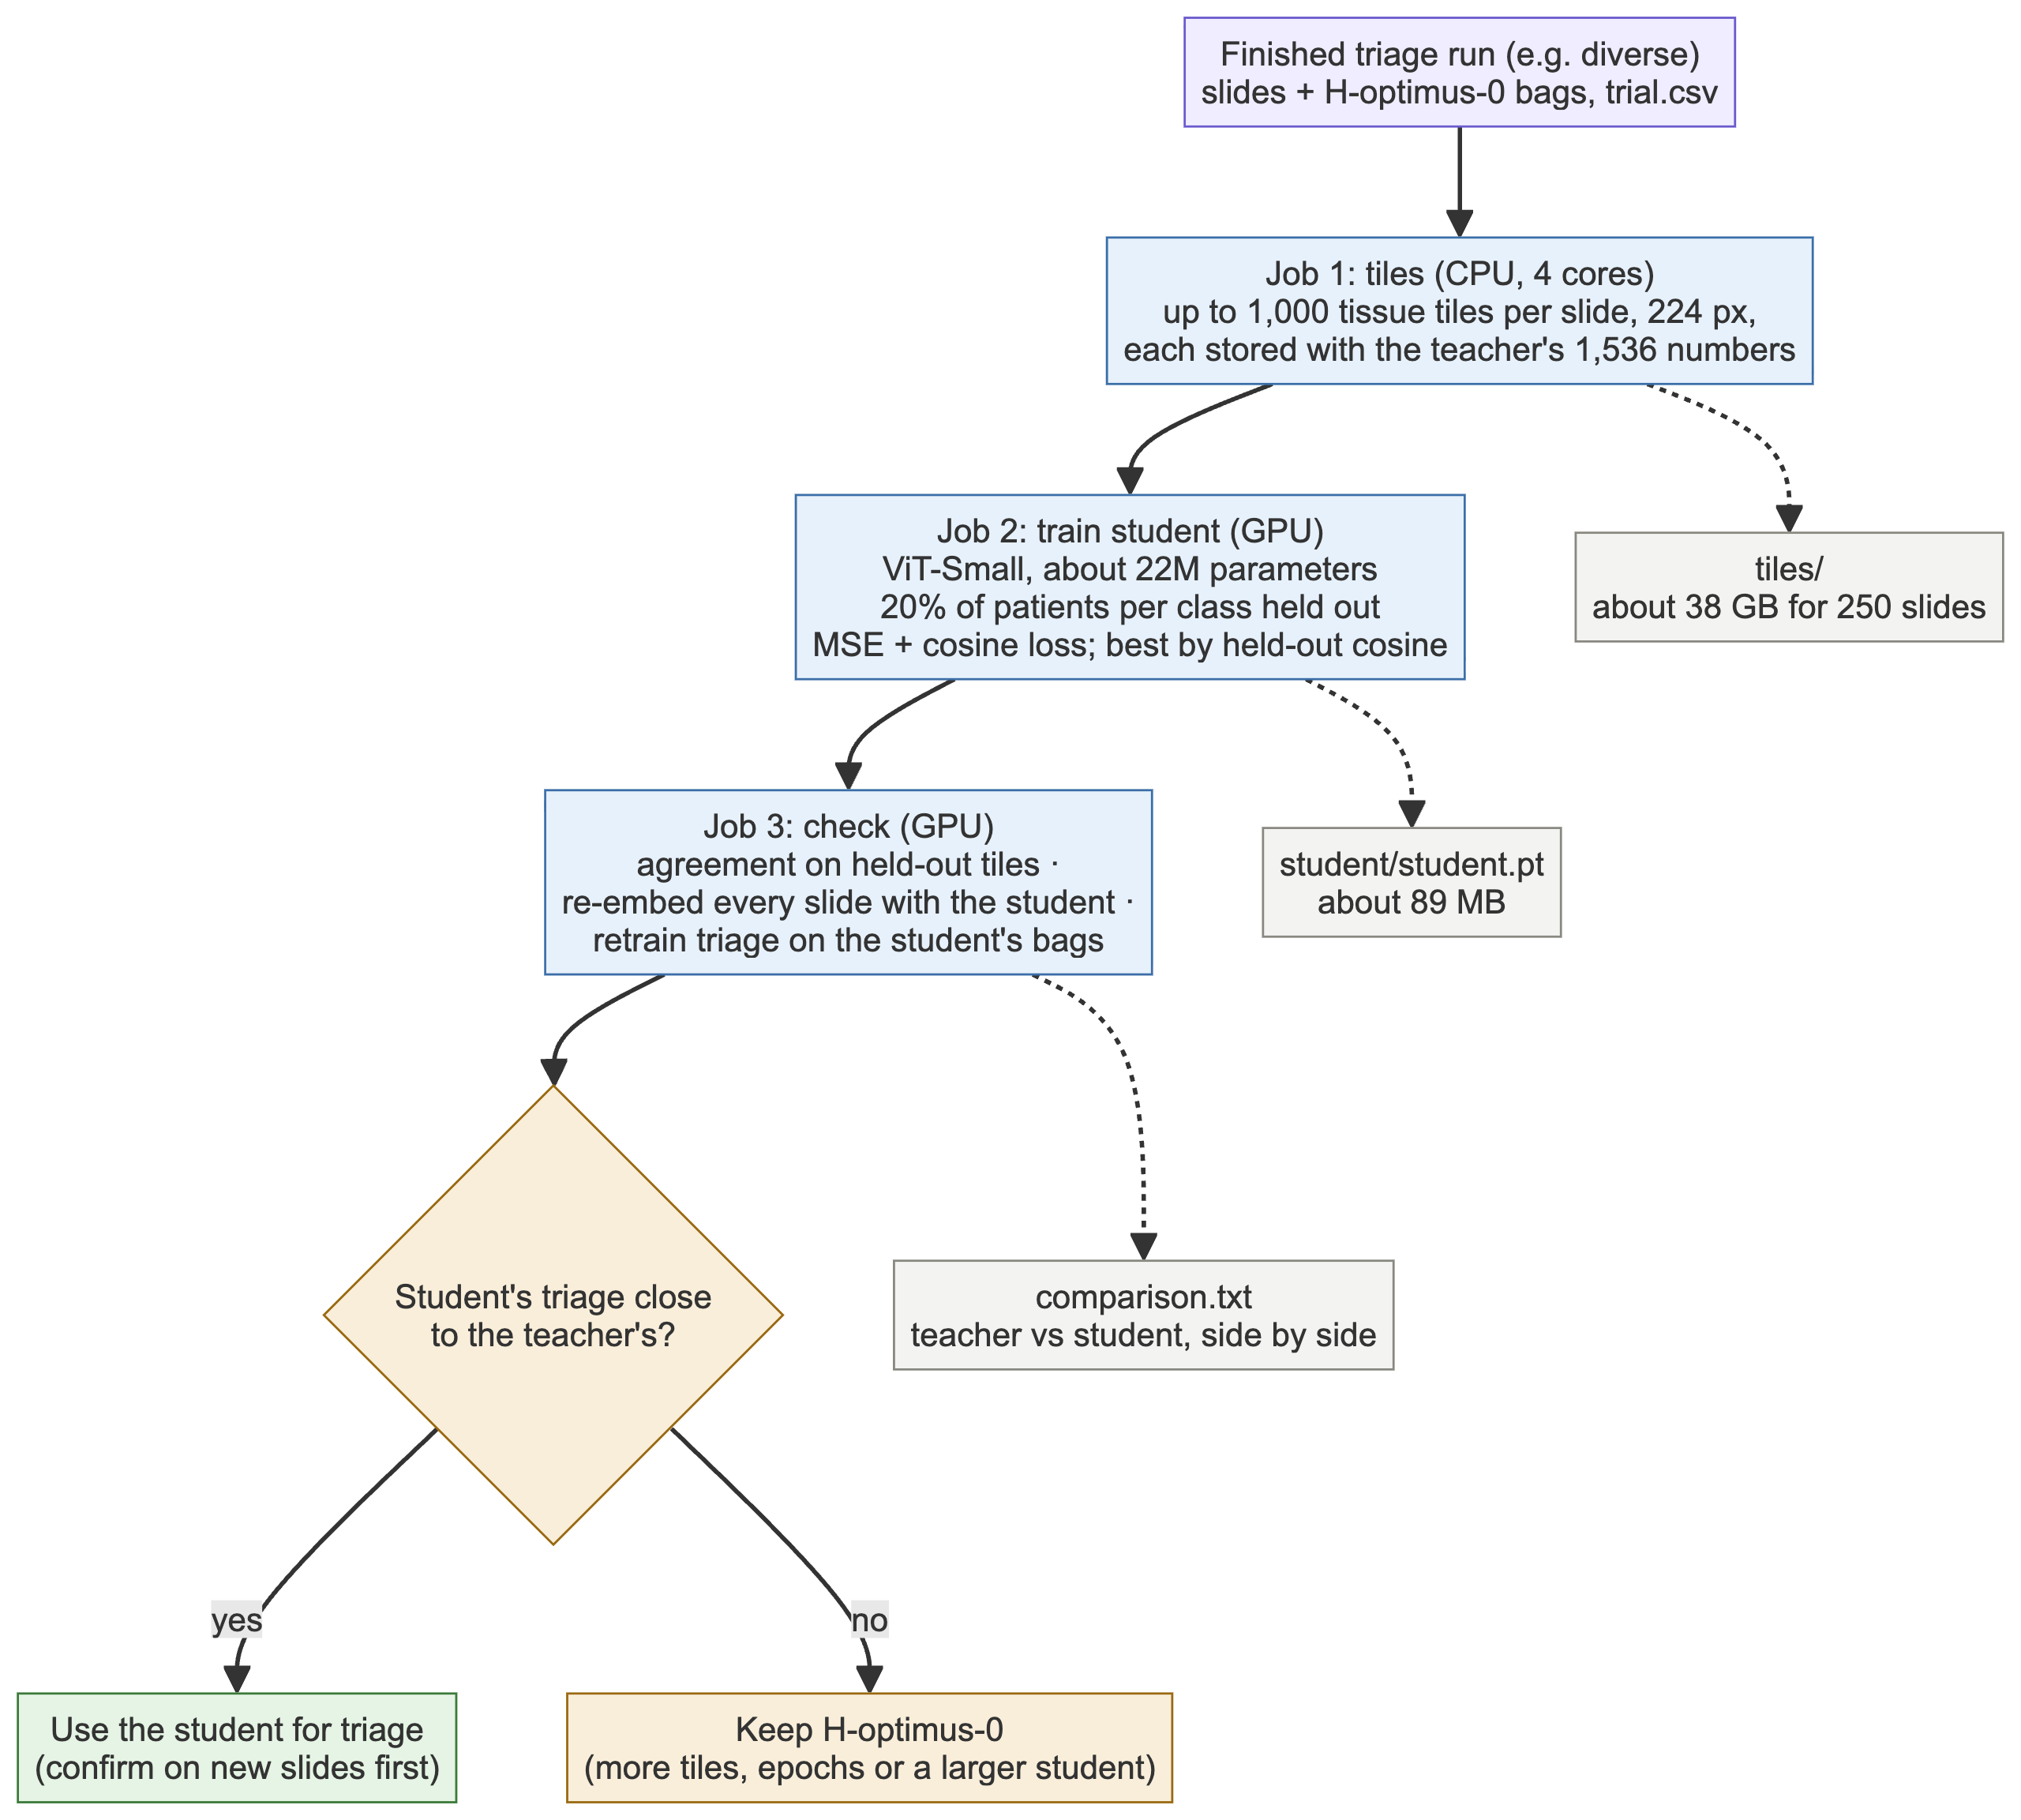 Finished triage run (e.g. diverse)
slides + H-optimus-0 bags, trial.csv
Job 1: tiles (CPU, 4 cores)
up to 1,000 tissue tiles per slide, 224 px,
each stored with the teacher's 1,536 numbers
Job 2: train student (GPU)
ViT-Small, about 22M parameters
20% of patients per class held out
MSE + cosine loss; best by held-out cosine
tiles/
about 38 GB for 250 slides
Job 3: check (GPU)
agreement on held-out tiles ·
re-embed every slide with the student ·
retrain triage on the student's bags
student/student.pt
about 89 MB
Student's triage close
to the teacher's?
comparison.txt
teacher vs student, side by side
yes
no
Use the student for triage
(confirm on new slides first)
Keep H-optimus-0
(more tiles, epochs or a larger student)